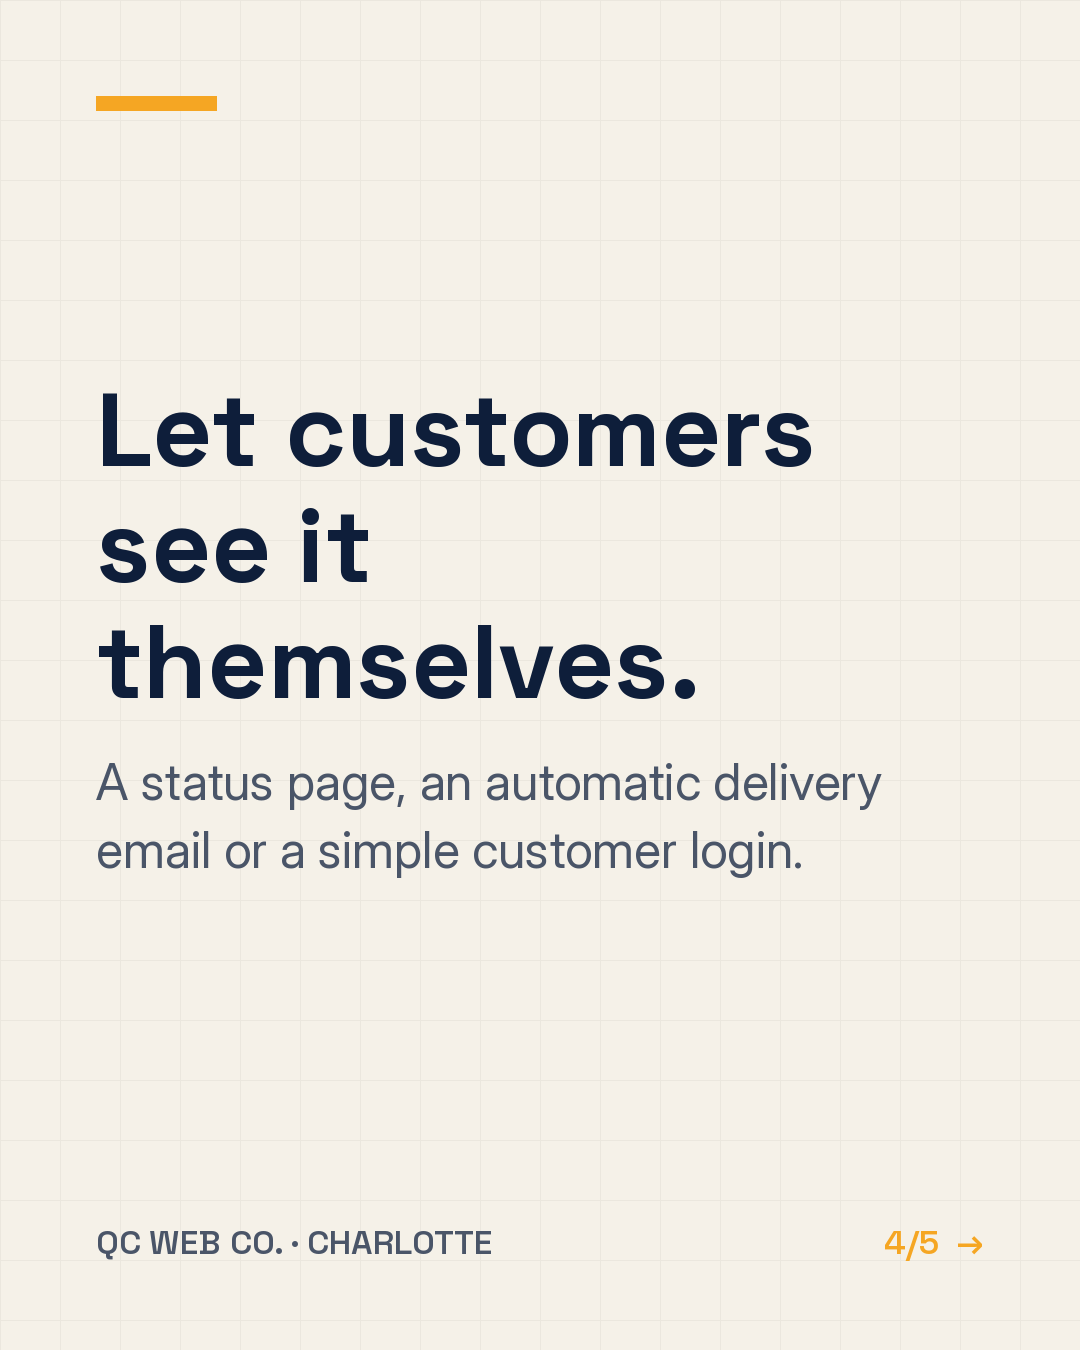 Let customers
see it
themselves.
A status page, an automatic delivery
email or a simple customer login.
QC WEB CO. · CHARLOTTE
4/5 →